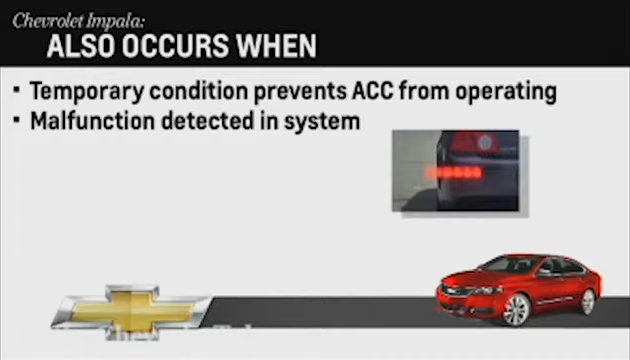 Chevrolet Impala:
ALSO OCCURS WHEN
▪ Temporary condition prevents ACC from operating
▪ Malfunction detected in system